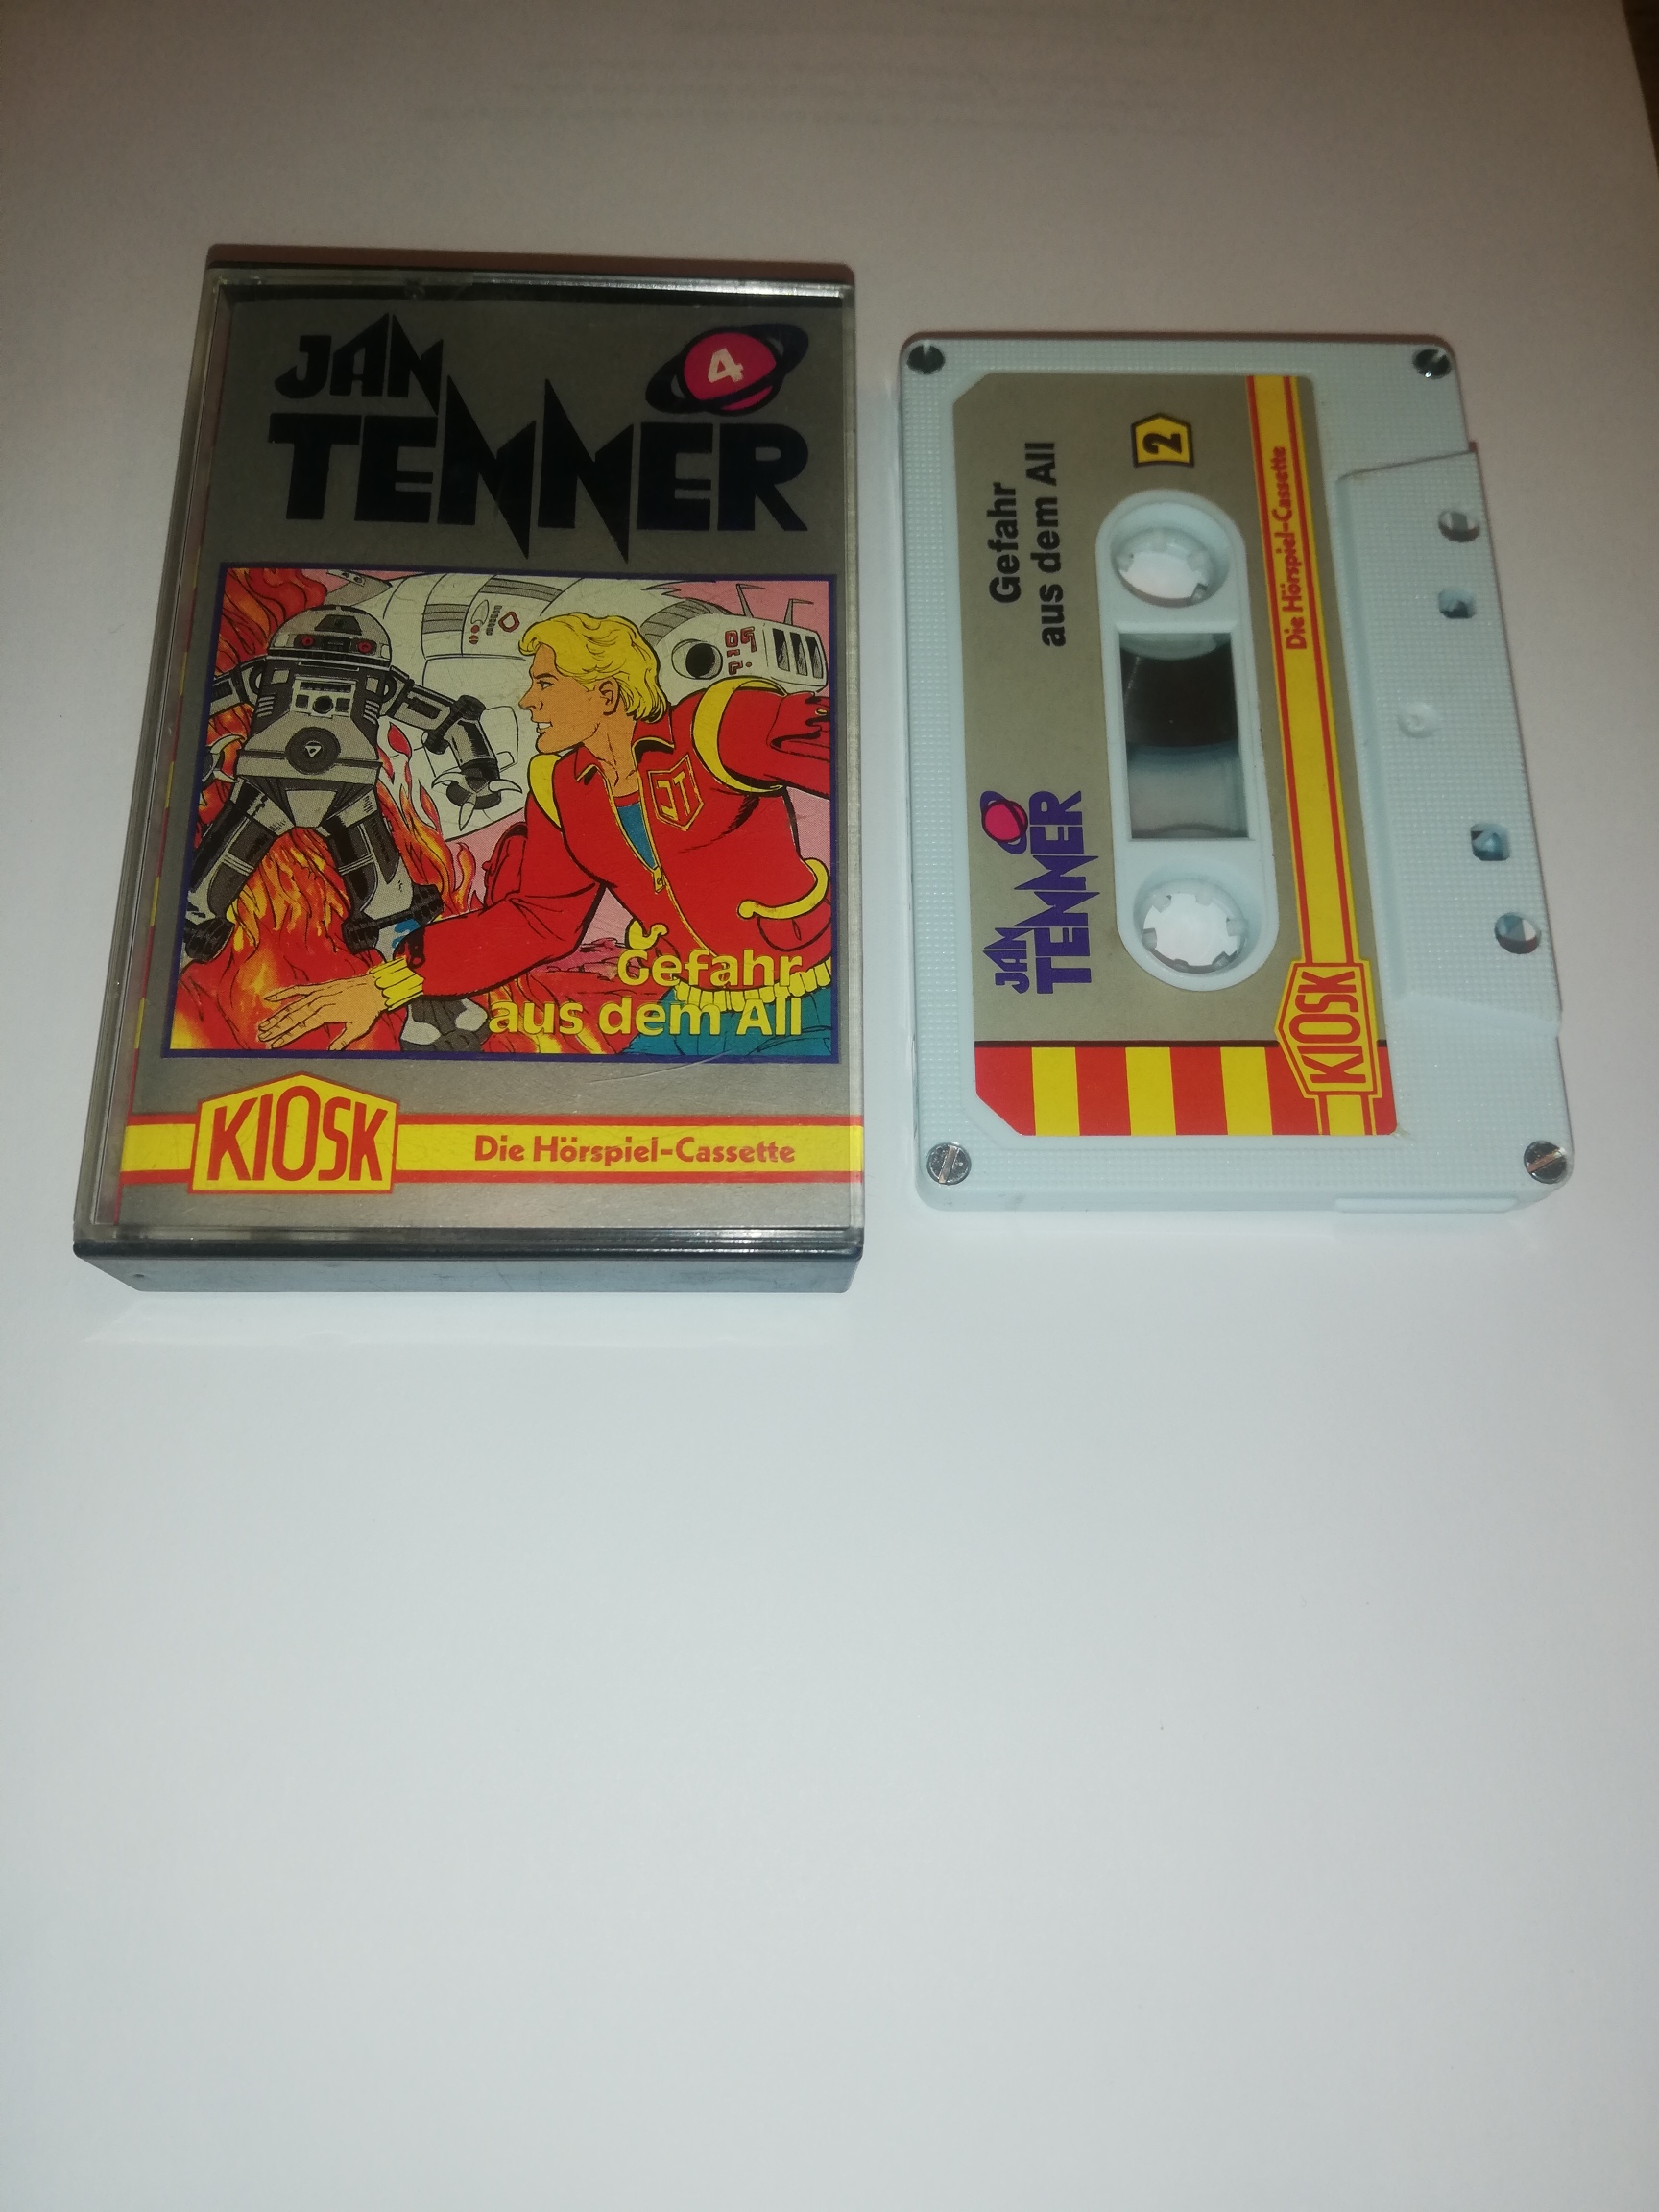 JAN
TENNER
4
JT
Gefahr
aus dem All
KIOSK
Die Hörspiel-Cassette
JAN
TENNER
Gefahr
aus dem All
2
KIOSK
Die Hörspiel-Cassette